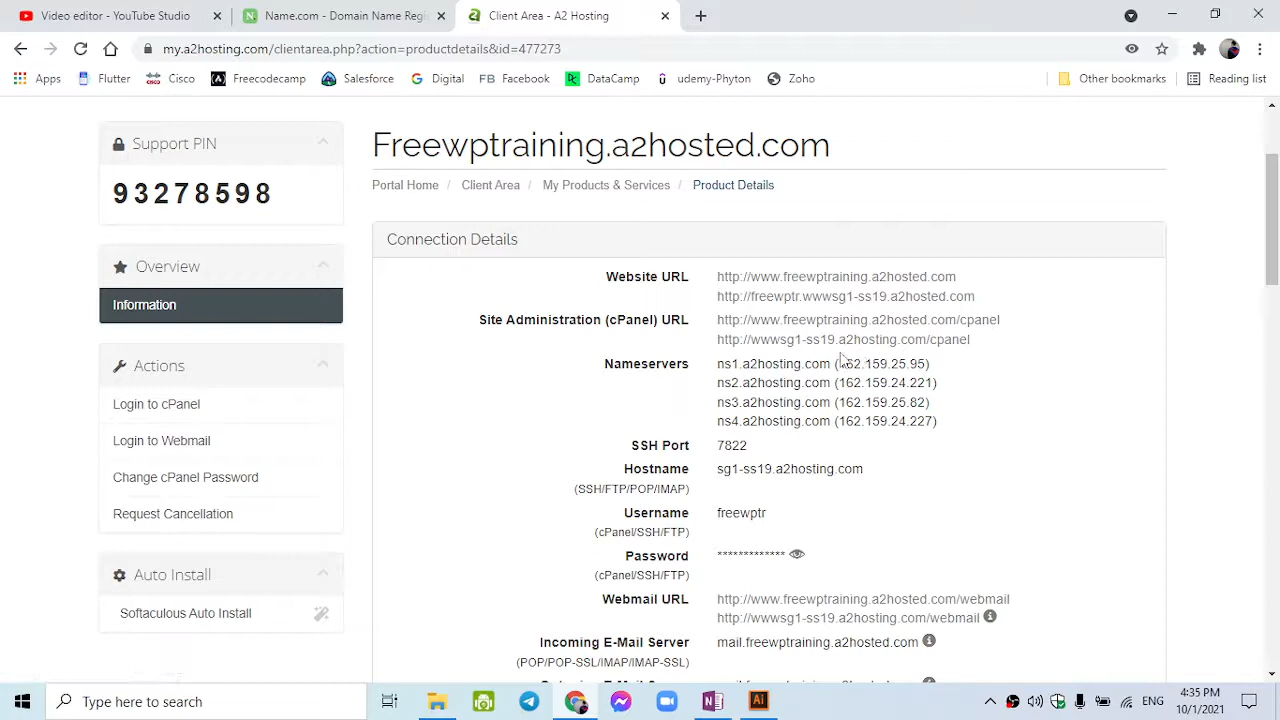 Video editor - YouTube Studio
Name.com - Domain Name Regi
Client Area - A2 Hosting
my.a2hosting.com/clientarea.php?action=productdetails&id=477273
Apps Flutter Cisco Freecodecamp Salesforce Digital Facebook DataCamp udemy-Phyton Zoho Other bookmarks Reading list
Support PIN
93278598
Overview
Information
Actions
Login to cPanel
Login to Webmail
Change cPanel Password
Request Cancellation
Auto Install
Softaculous Auto Install
Freewptraining.a2hosted.com
Portal Home / Client Area / My Products & Services / Product Details
Connection Details
Website URL http://www.freewptraining.a2hosted.com
http://freewptr.wwwsg1-ss19.a2hosted.com
Site Administration (cPanel) URL http://www.freewptraining.a2hosted.com/cpanel
http://wwwsg1-ss19.a2hosting.com/cpanel
Nameservers ns1.a2hosting.com (162.159.25.95)
ns2.a2hosting.com (162.159.24.221)
ns3.a2hosting.com (162.159.25.82)
ns4.a2hosting.com (162.159.24.227)
SSH Port 7822
Hostname sg1-ss19.a2hosting.com
(SSH/FTP/POP/IMAP)
Username freewptr
(cPanel/SSH/FTP)
Password *************
(cPanel/SSH/FTP)
Webmail URL http://www.freewptraining.a2hosted.com/webmail
http://wwwsg1-ss19.a2hosting.com/webmail
Incoming E-Mail Server mail.freewptraining.a2hosted.com
(POP/POP-SSL/IMAP/IMAP-SSL)
Type here to search
ENG
4:35 PM
10/1/2021